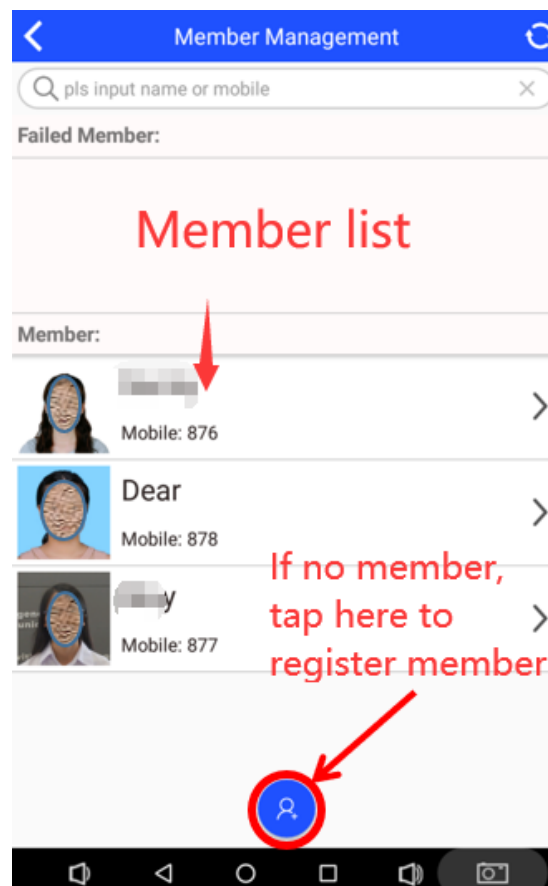 Member Management
pls input name or mobile
Failed Member:
Member list
Member:
Mobile: 876
Dear
Mobile: 878
If no member,
tap here to
register member
Mobile: 877